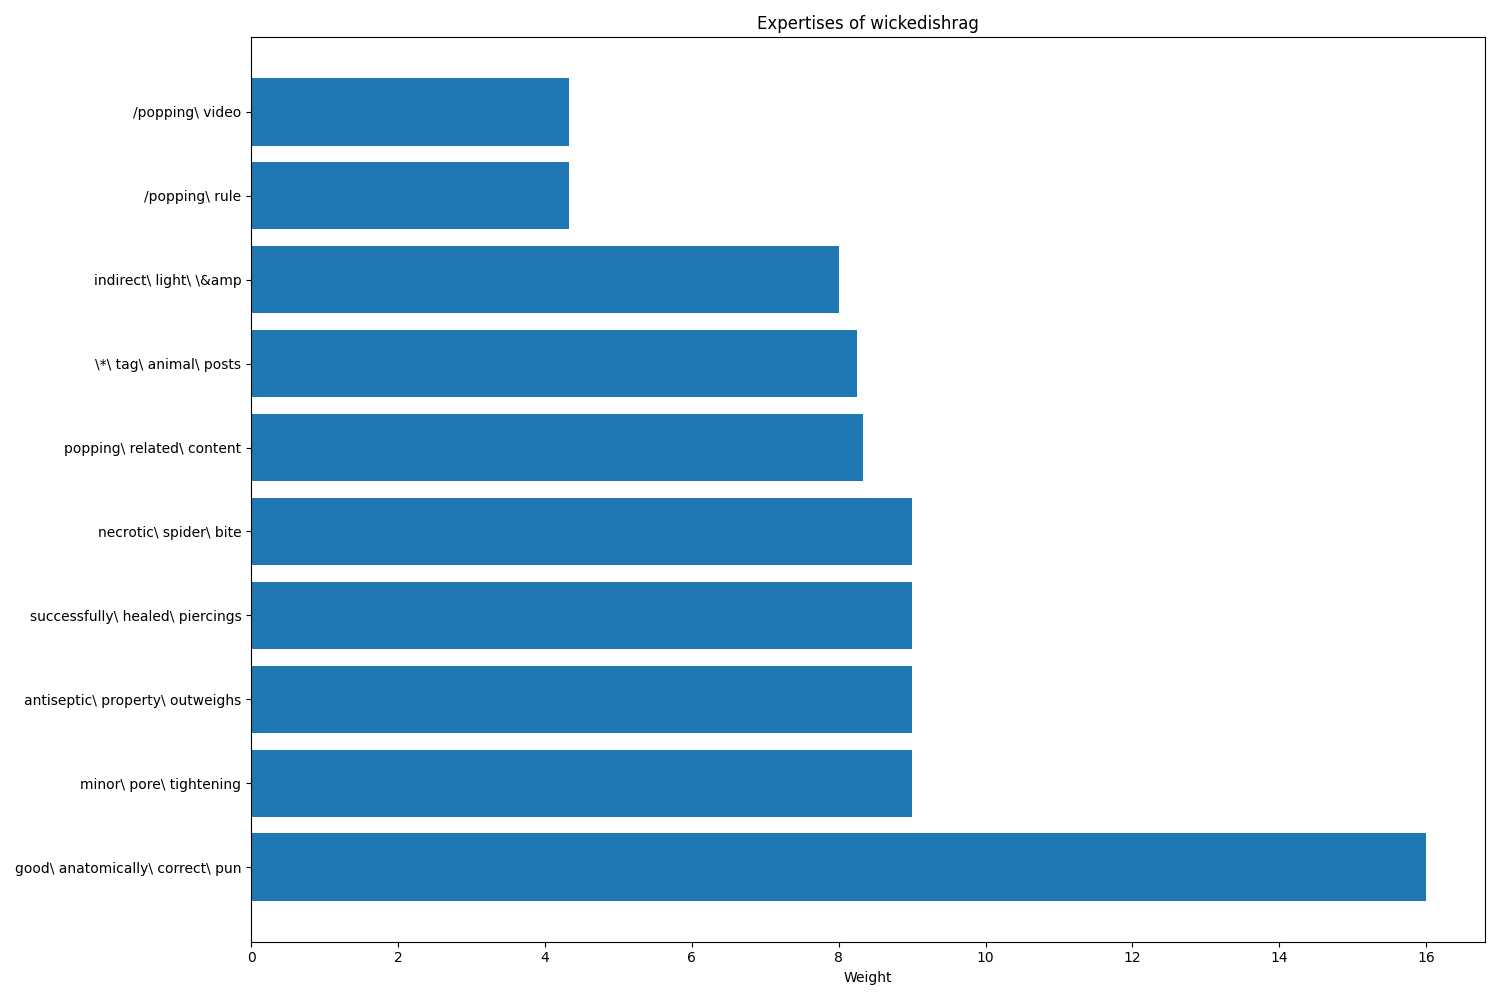 Expertises of wickedishrag
/popping\ video
/popping\ rule
indirect\ light\ \&amp
\*\ tag\ animal\ posts
popping\ related\ content
necrotic\ spider\ bite
successfully\ healed\ piercings
antiseptic\ property\ outweighs
minor\ pore\ tightening
good\ anatomically\ correct\ pun
0 2 4 6 8 10 12 14 16
Weight